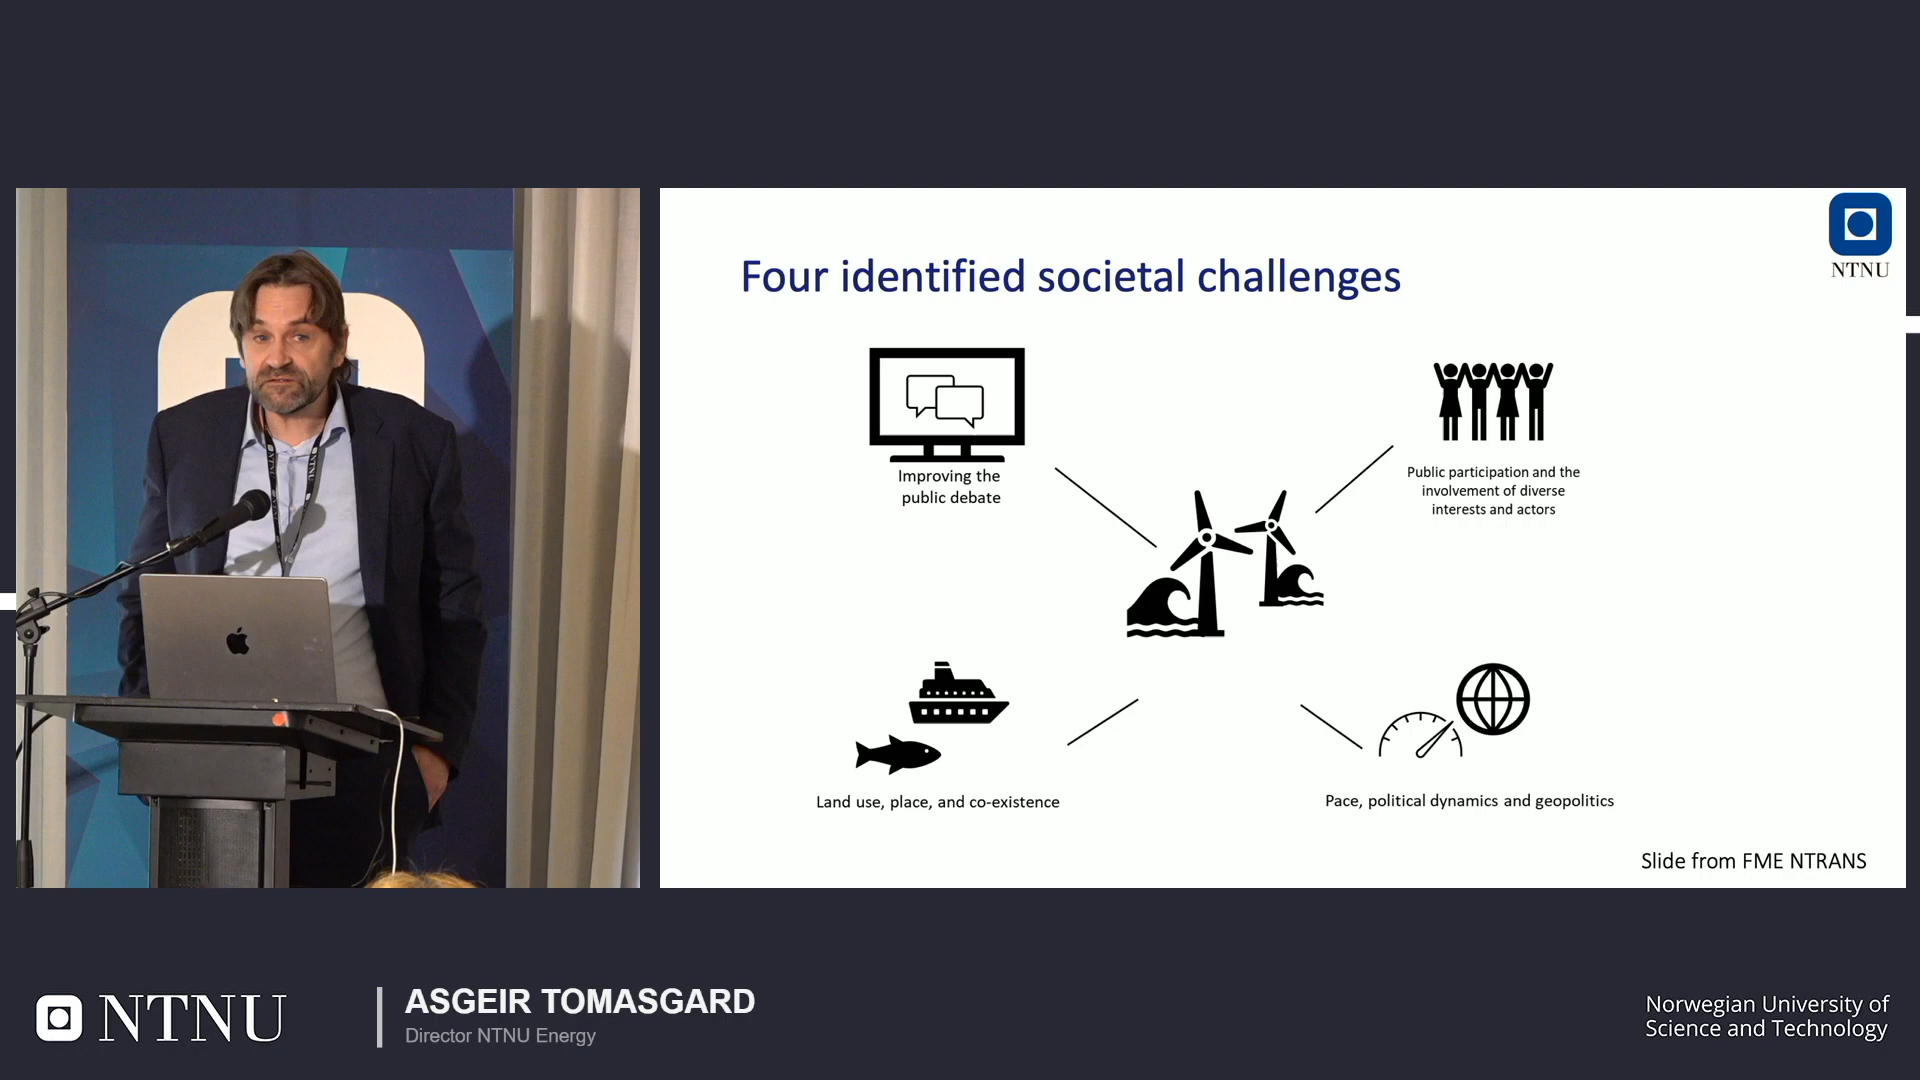 Four identified societal challenges
NTNU
Improving the
public debate
Public participation and the
involvement of diverse
interests and actors
Land use, place, and co-existence
Pace, political dynamics and geopolitics
Slide from FME NTRANS
NTNU
ASGEIR TOMASGARD
Director NTNU Energy
Norwegian University of
Science and Technology